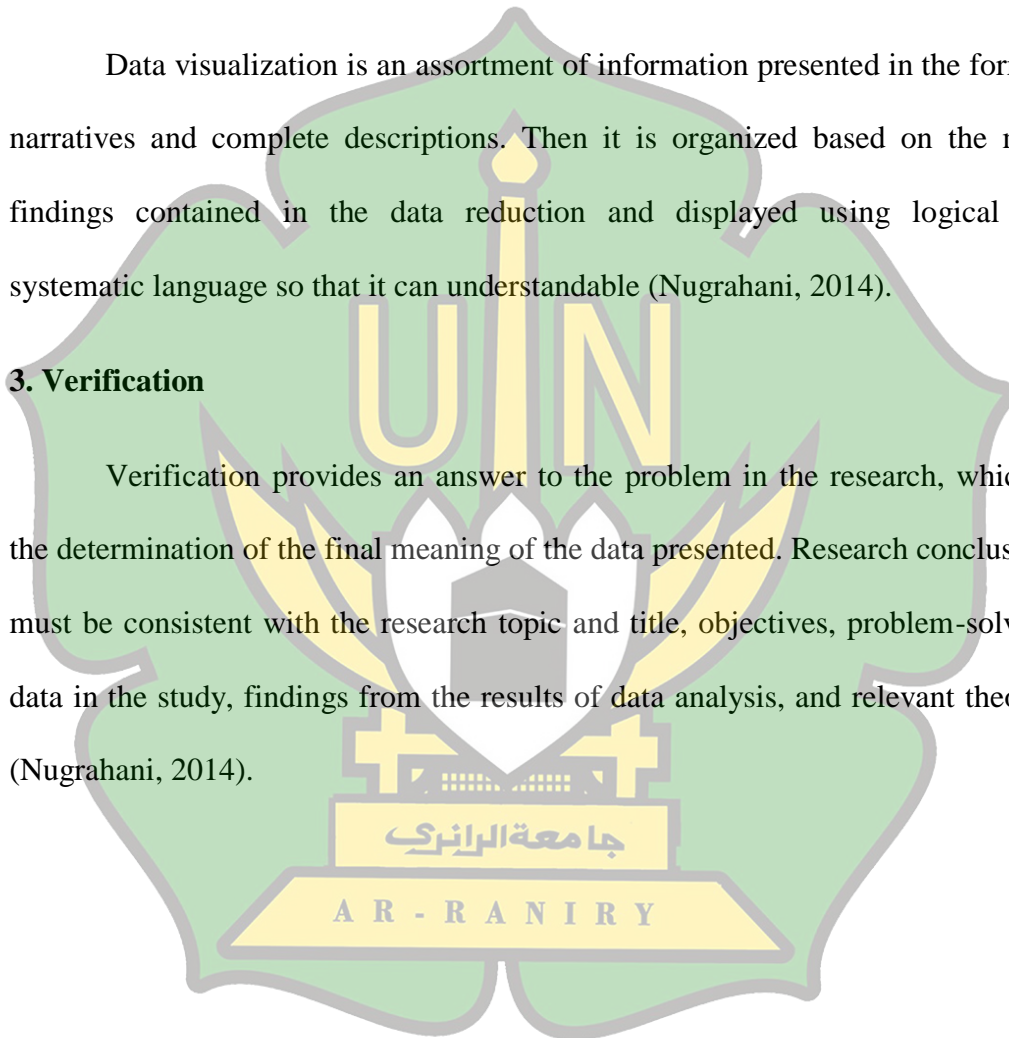 Data visualization is an assortment of information presented in the for
narratives and complete descriptions. Then it is organized based on the
findings contained in the data reduction and displayed using logical
systematic language so that it can understandable (Nugrahani, 2014).
3. Verification
Verification provides an answer to the problem in the research, whic
the determination of the final meaning of the data presented. Research conclus
must be consistent with the research topic and title, objectives, problem-solv
data in the study, findings from the results of data analysis, and relevant theo
(Nugrahani, 2014).
UIN
جامعةالرانري
AR-RANIRY